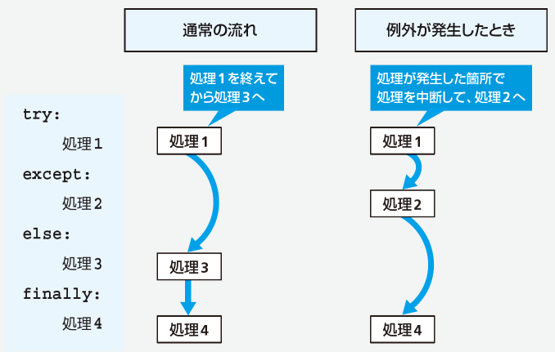 通常の流れ
例外が発生したとき
処理1を終えて
から処理3へ
処理が発生した箇所で
処理を中断して、処理2へ
try:
処理1
except:
処理2
else:
処理3
finally:
処理4
処理1
処理3
処理4
処理1
処理2
処理4